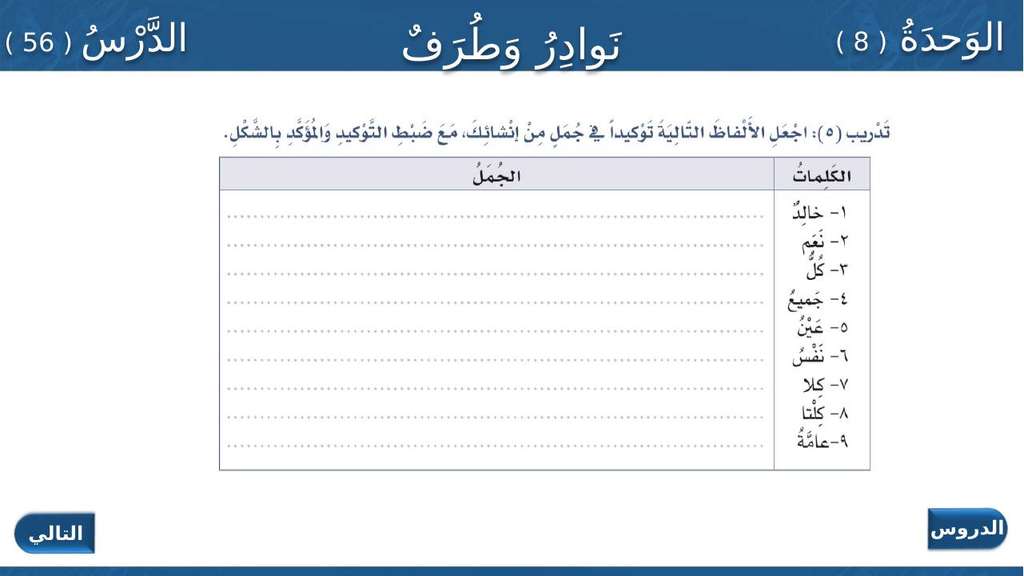 الوَحدَةُ ( 8 )
نَوادِرُ وَطُرَفٌ
الدَّرْسُ ( 56 )
تَدْريب (٥): اجْعَلِ الأَلْفاظَ التّالِيَةَ تَوْكيداً في جُمَلٍ مِنْ إنْشائِكَ، مَعَ ضَبْطِ التَّوْكيدِ وَالمُؤَكَّدِ بِالشَّكْلِ.
الكَلِماتُ
الجُمَلُ
١- خالِدٌ
٢- نَعَم
٣- كُلُّ
٤- جَميعُ
٥- عَيْنُ
٦- نَفْسُ
٧- كِلا
٨- كِلْتا
٩-عامَّةُ
الدروس
التالي